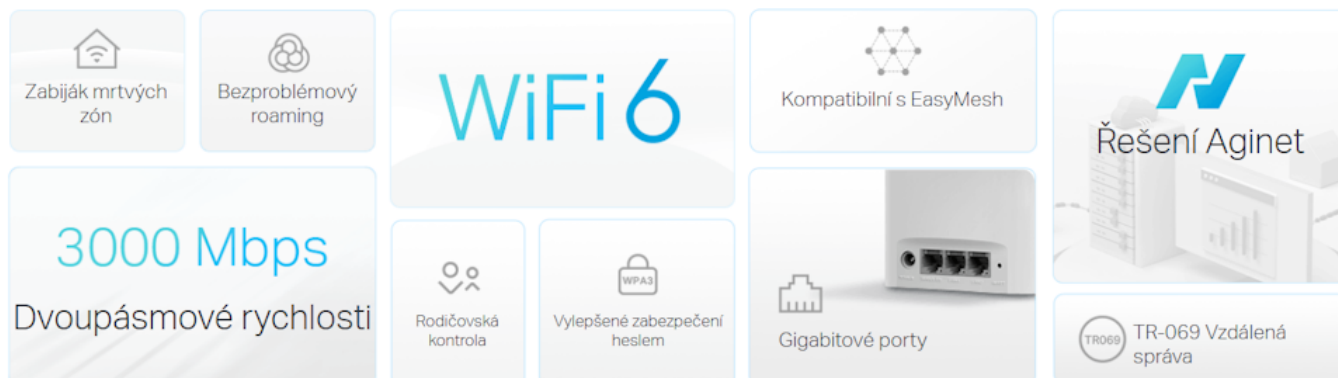 Zabiják mrtvých
zón
Bezproblémový
roaming
WiFi 6
Kompatibilní s EasyMesh
Řešení Aginet
3000 Mbps
Dvoupásmové rychlosti
Rodičovská
kontrola
WPA3
Vylepšené zabezpečení
heslem
Gigabitové porty
TR069
TR-069 Vzdálená
správa